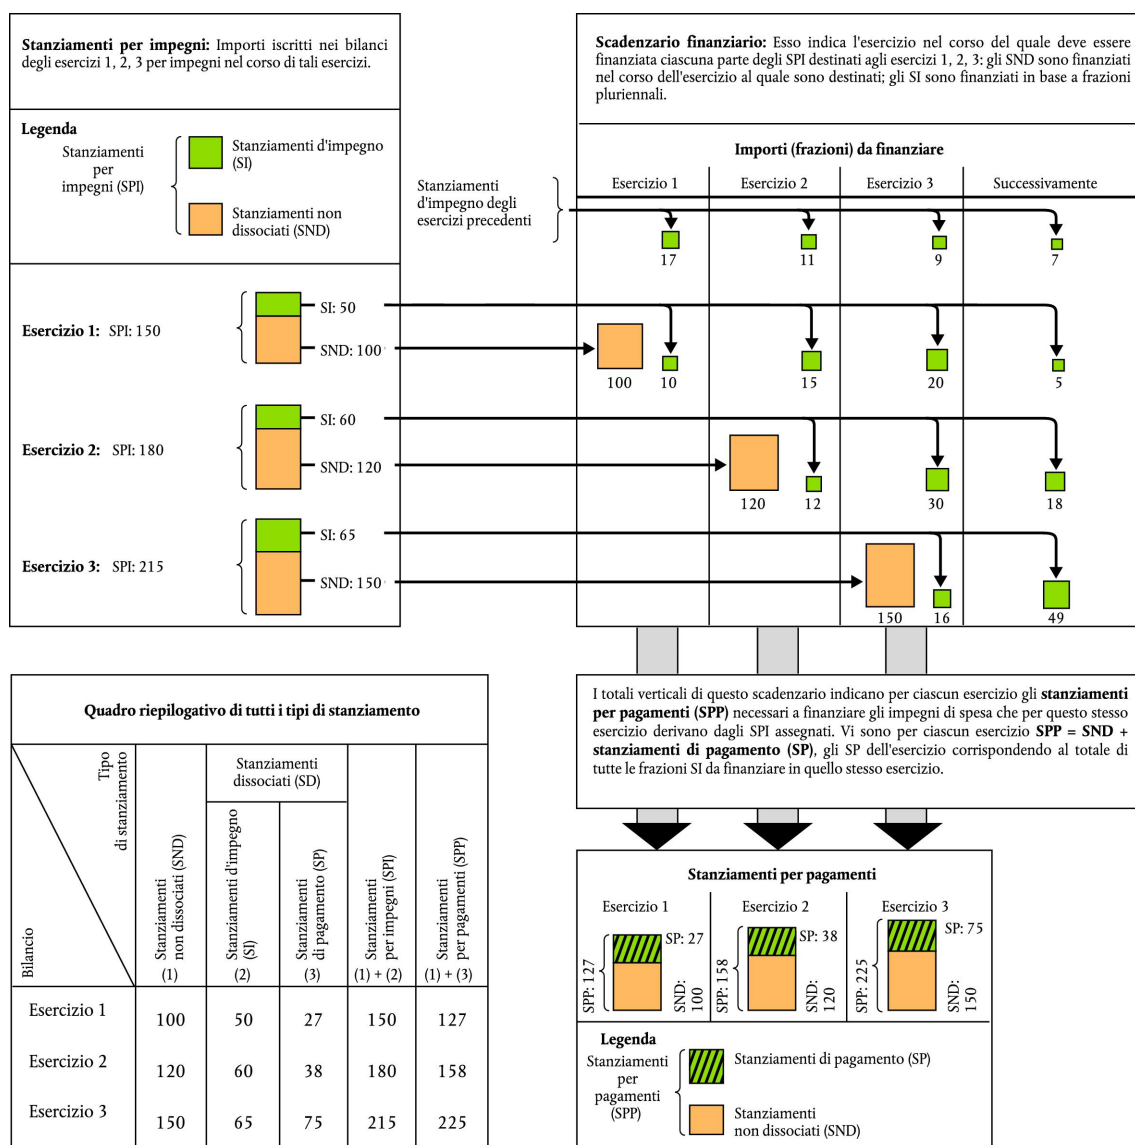 Stanziamenti per impegni: Importi iscritti nei bilanci
degli esercizi 1, 2, 3 per impegni nel corso di tali esercizi.
Legenda
Stanziamenti
per
impegni (SPI)
Stanziamenti d'impegno
(SI)
Stanziamenti non
dissociati (SND)
Esercizio 1: SPI: 150
SI: 50
SND: 100
Esercizio 2: SPI: 180
SI: 60
SND: 120
Esercizio 3: SPI: 215
SI: 65
SND: 150
Scadenzario finanziario: Esso indica l'esercizio nel corso del quale deve essere
finanziata ciascuna parte degli SPI destinati agli esercizi 1, 2, 3: gli SND sono finanziati
nel corso dell'esercizio al quale sono destinati; gli SI sono finanziati in base a frazioni
pluriennali.
Importi (frazioni) da finanziare
Esercizio 1 Esercizio 2 Esercizio 3 Successivamente
Stanziamenti
d'impegno degli
esercizi precedenti
17 11 9 7
100 10 15 20 5
120 12 30 18
150 16 49
I totali verticali di questo scadenzario indicano per ciascun esercizio gli stanziamenti
per pagamenti (SPP) necessari a finanziare gli impegni di spesa che per questo stesso
esercizio derivano dagli SPI assegnati. Vi sono per ciascun esercizio SPP = SND +
stanziamenti di pagamento (SP), gli SP dell'esercizio corrispondendo al totale di
tutte le frazioni SI da finanziare in quello stesso esercizio.
Quadro riepilogativo di tutti i tipi di stanziamento
Tipo
di stanziamento
Bilancio
Stanziamenti
non dissociati (SND)
(1)
Stanziamenti
dissociati (SD)
Stanziamenti d'impegno
(SI)
(2)
Stanziamenti
di pagamento (SP)
(3)
Stanziamenti
per impegni (SPI)
(1) + (2)
Stanziamenti
per pagamenti (SPP)
(1) + (3)
Esercizio 1 100 50 27 150 127
Esercizio 2 120 60 38 180 158
Esercizio 3 150 65 75 215 225
Stanziamenti per pagamenti
Esercizio 1 Esercizio 2 Esercizio 3
SPP: 127
SP: 27
SND:
100
SPP: 158
SP: 38
SND:
120
SPP: 225
SP: 75
SND:
150
Legenda
Stanziamenti
per
pagamenti
(SPP)
Stanziamenti di pagamento (SP)
Stanziamenti
non dissociati (SND)